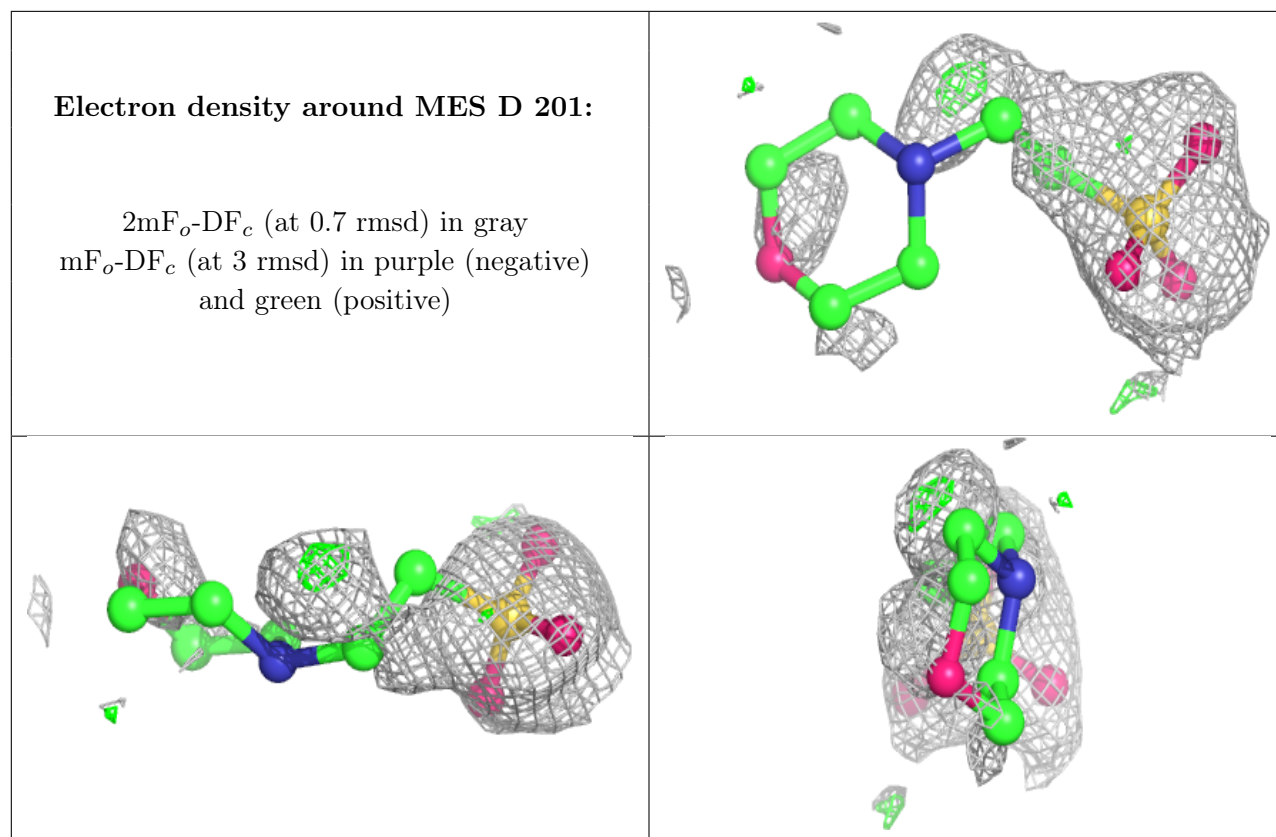 Electron density around MES D 201:
2mFo-DFc (at 0.7 rmsd) in gray
mFo-DFc (at 3 rmsd) in purple (negative)
and green (positive)